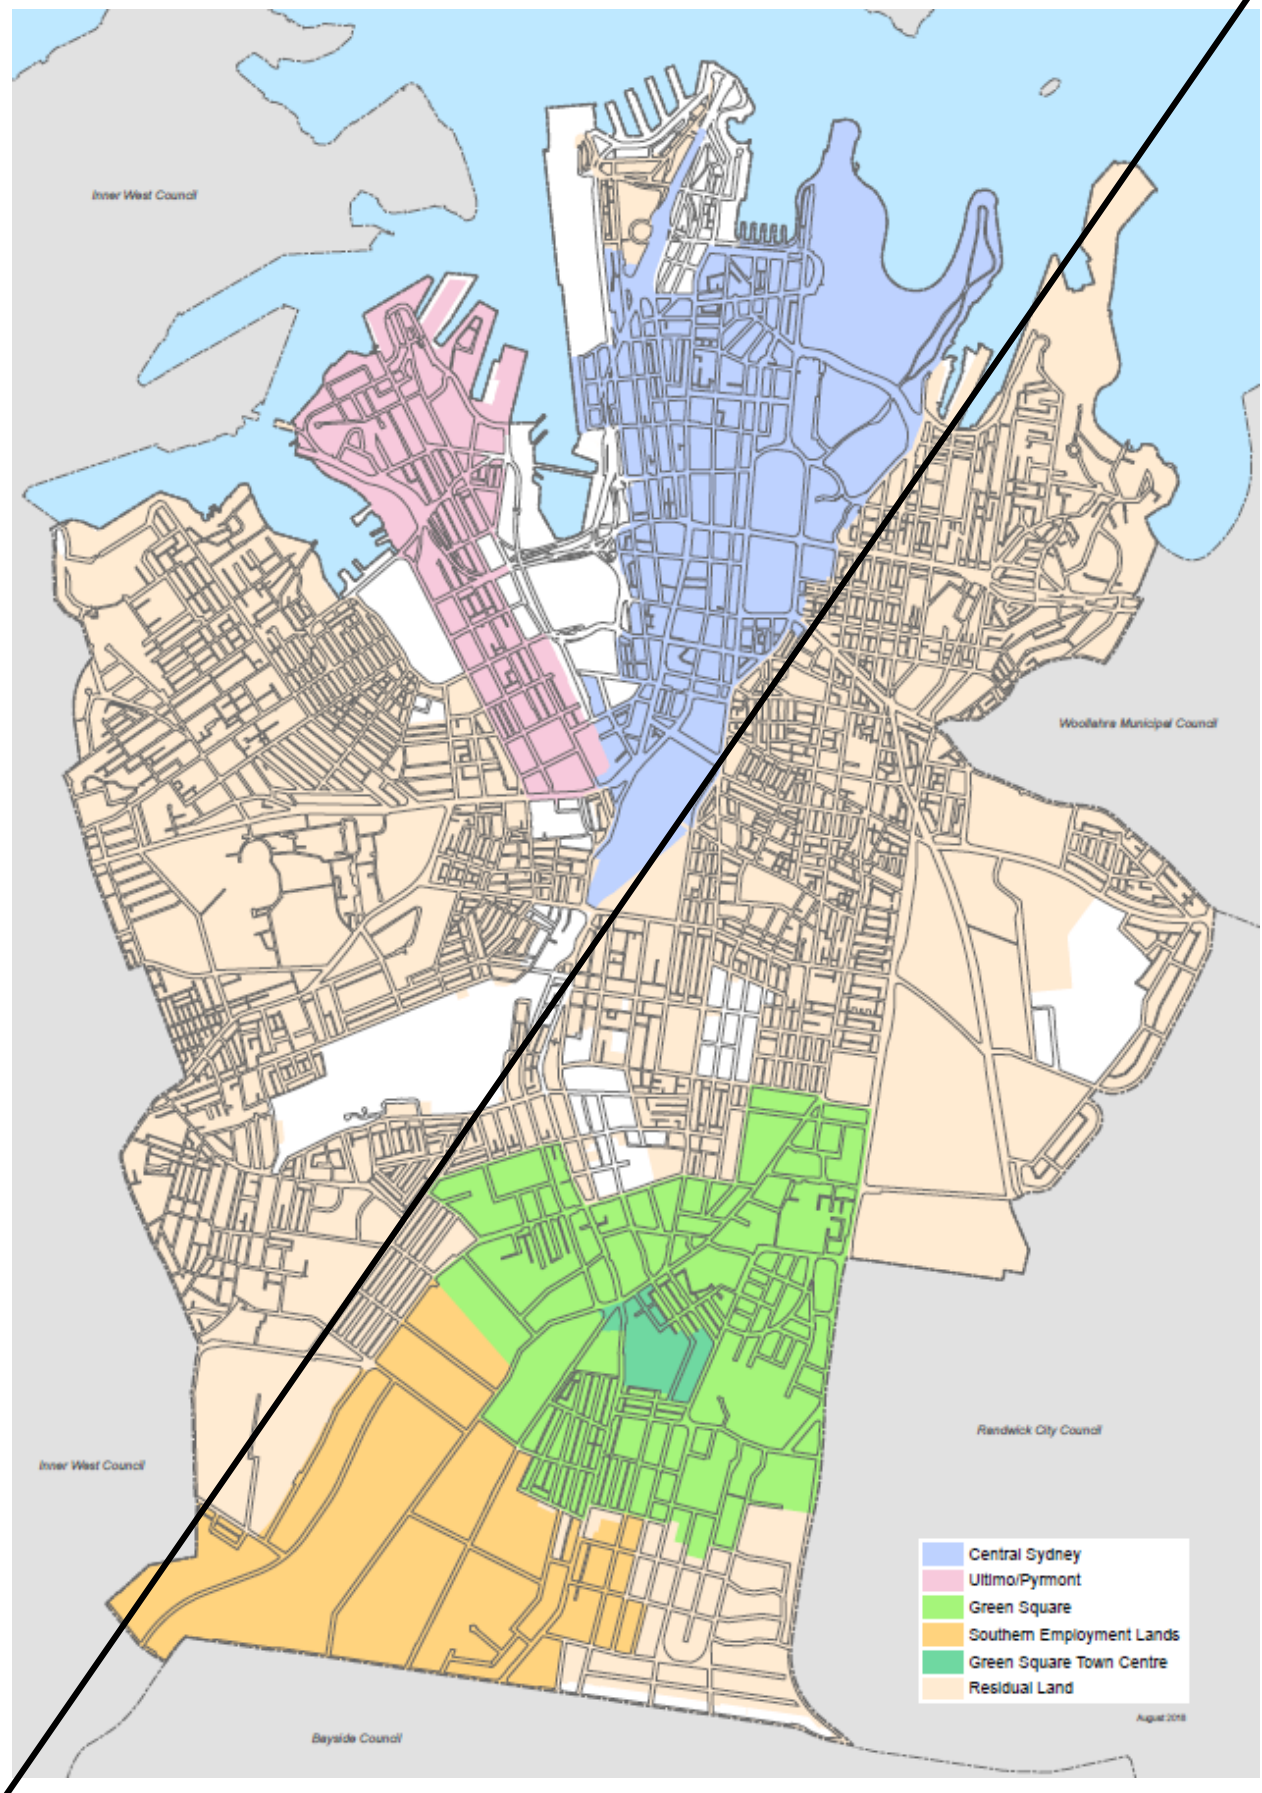 Inner West Council
Woollahra Municipal Council
Randwick City Council
Inner West Council
Central Sydney
Ultimo/Pyrmont
Green Square
Southern Employment Lands
Green Square Town Centre
Residual Land
August 2018
Bayside Council